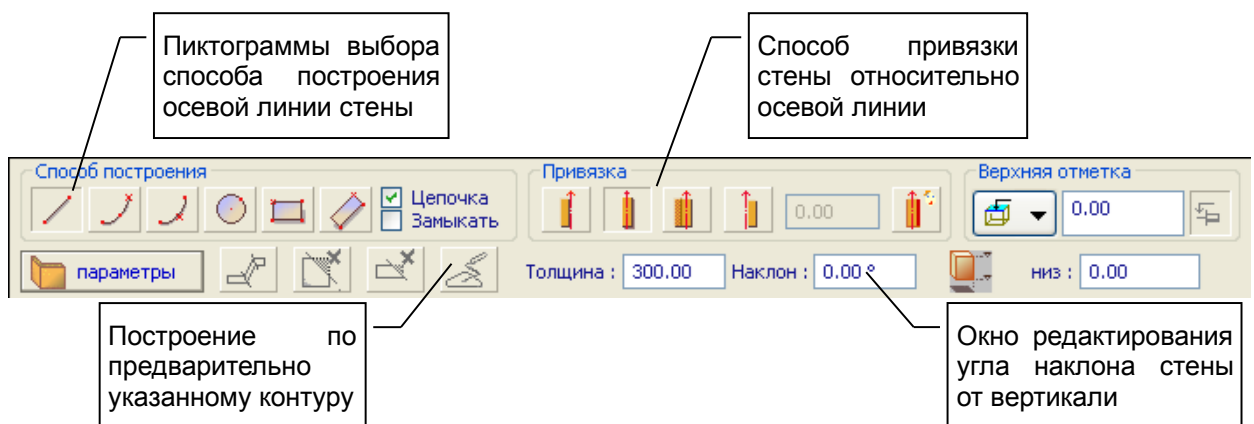 Пиктограммы выбора
способа построения
осевой линии стены
Способ привязки
стены относительно
осевой линии
Способ построения
Привязка
Верхняя отметка
Цепочка
Замыкать
0.00
0.00
параметры
Толщина : 300.00
Наклон : 0.00 °
низ : 0.00
Построение по
предварительно
указанному контуру
Окно редактирования
угла наклона стены
от вертикали